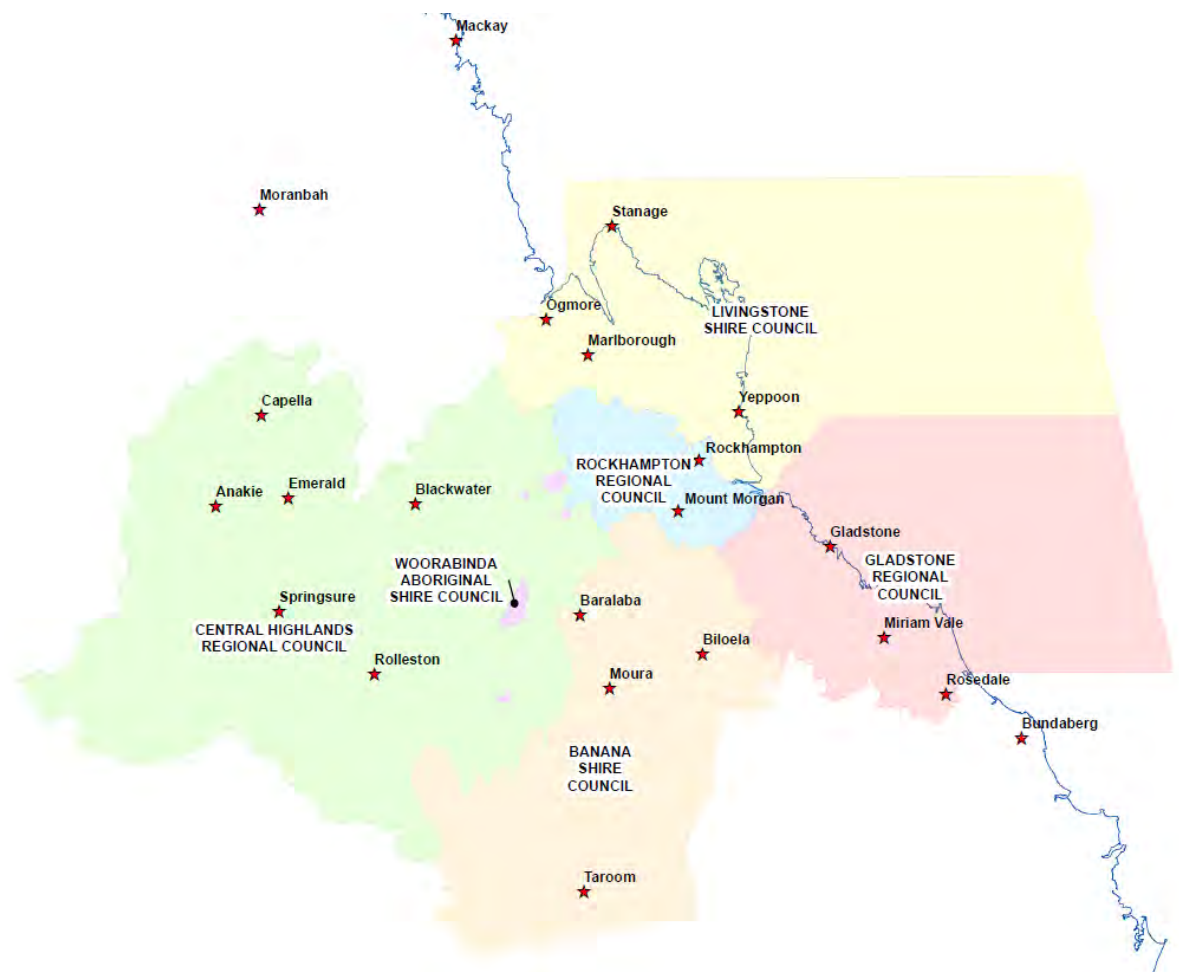 Mackay
Moranbah
Stanage
Ogmore
LIVINGSTONE
SHIRE COUNCIL
Marlborough
Capella
Yeppoon
Rockhampton
ROCKHAMPTON
REGIONAL
COUNCIL
Anakie
Emerald
Blackwater
Mount Morgan
Gladstone
GLADSTONE
REGIONAL
COUNCIL
WOORABINDA
ABORIGINAL
SHIRE COUNCIL
Springsure
CENTRAL HIGHLANDS
REGIONAL COUNCIL
Baralaba
Miriam Vale
Rolleston
Biloela
Moura
Rosedale
Bundaberg
BANANA
SHIRE
COUNCIL
Taroom